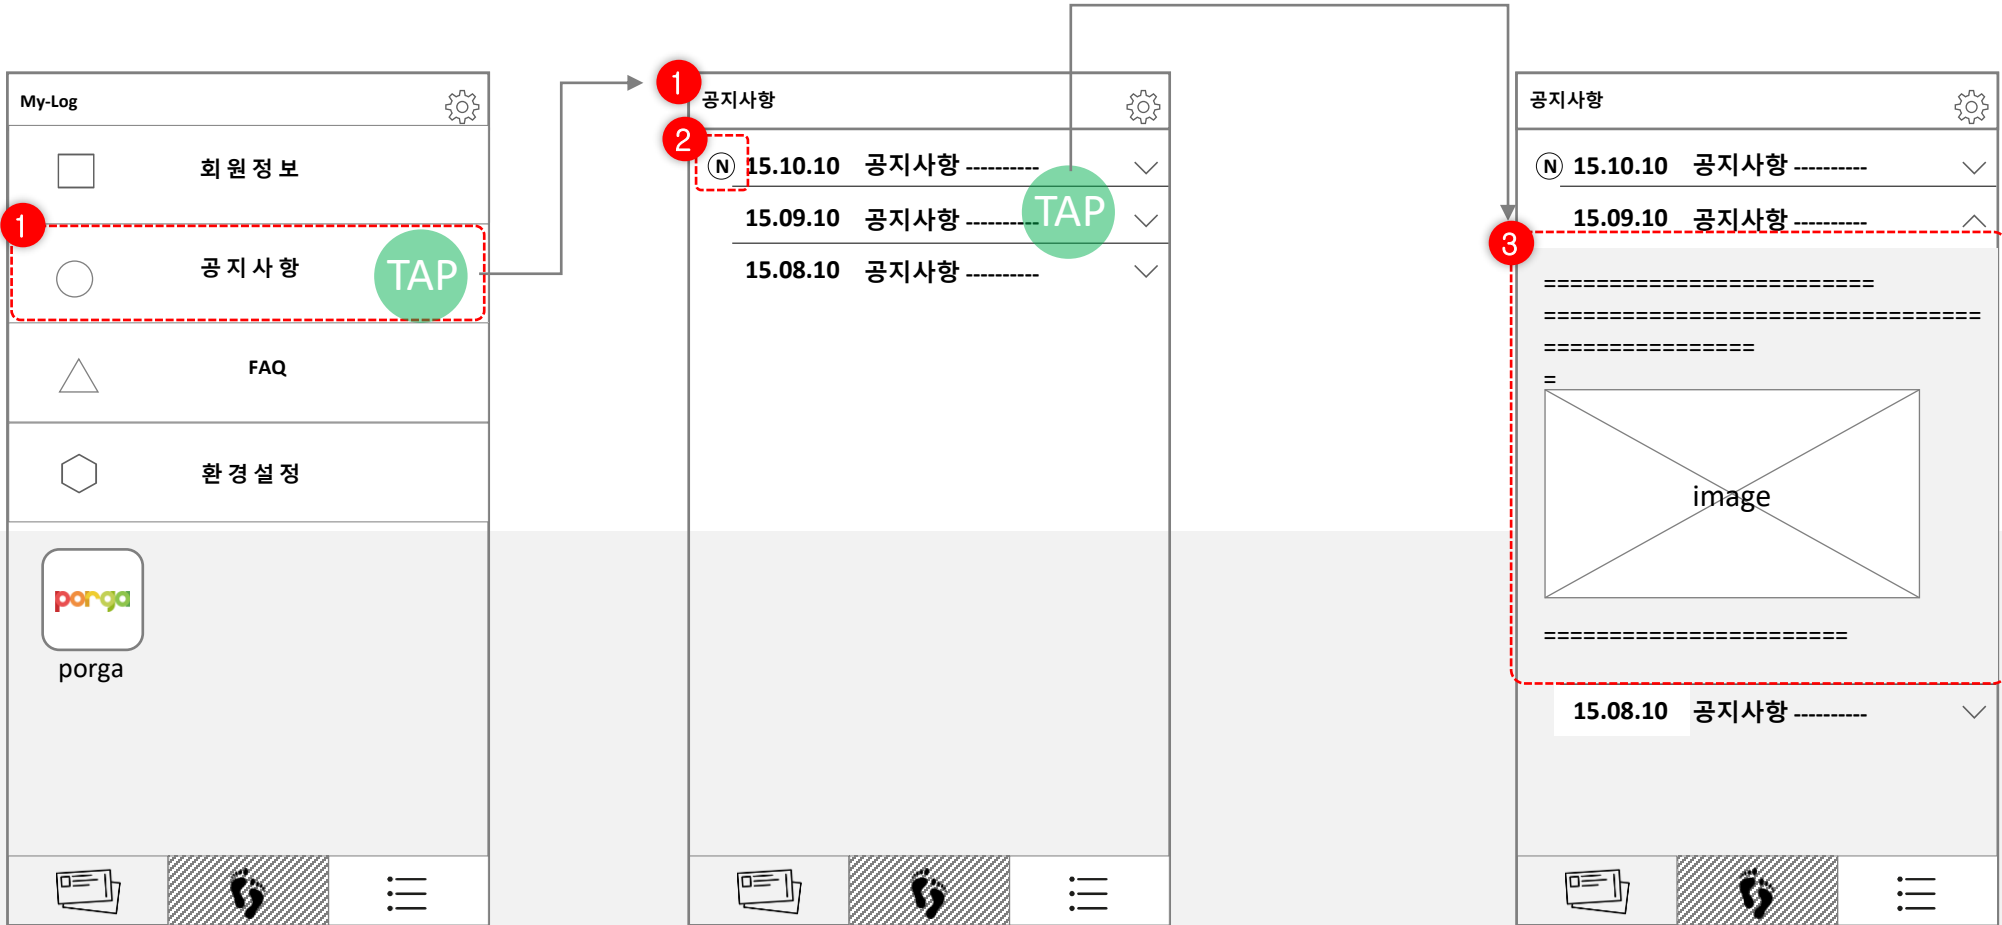 My-Log
회 원 정 보
1
공 지 사 항
TAP
FAQ
환 경 설 정
porga
porga
1
공지사항
2
N 15.10.10 공지사항 ----------
15.09.10 공지사항 ----------
TAP
15.08.10 공지사항 ----------
공지사항
N 15.10.10 공지사항 ----------
15.09.10 공지사항 ----------
3
=========================
=================================
================
=
image
=======================
15.08.10 공지사항 ----------